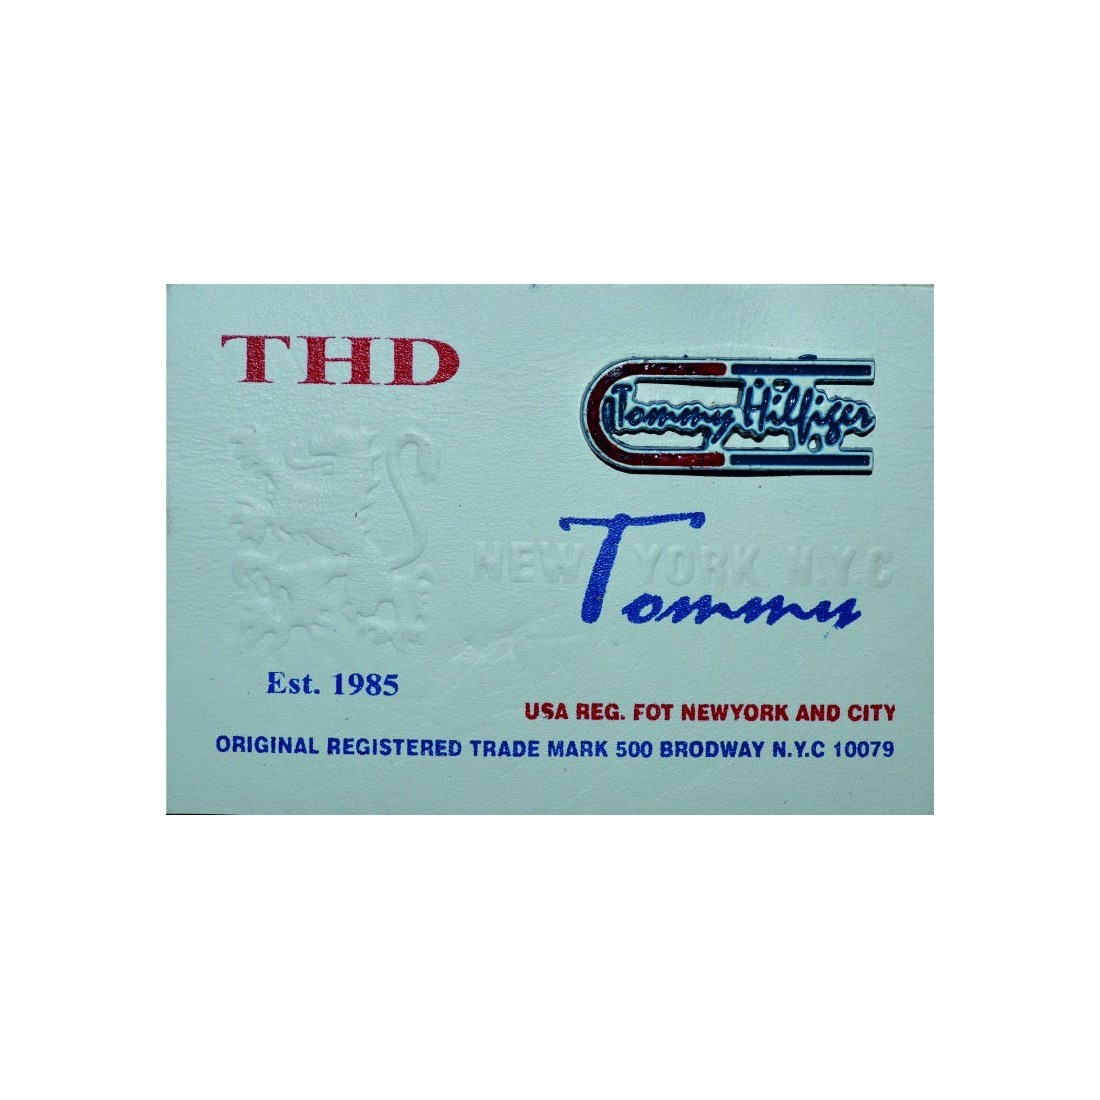 THD
Tommy Hilfiger
NEW YORK N.Y.C
Tommy
Est. 1985
USA REG. FOT NEWYORK AND CITY
ORIGINAL REGISTERED TRADE MARK 500 BRODWAY N.Y.C 10079